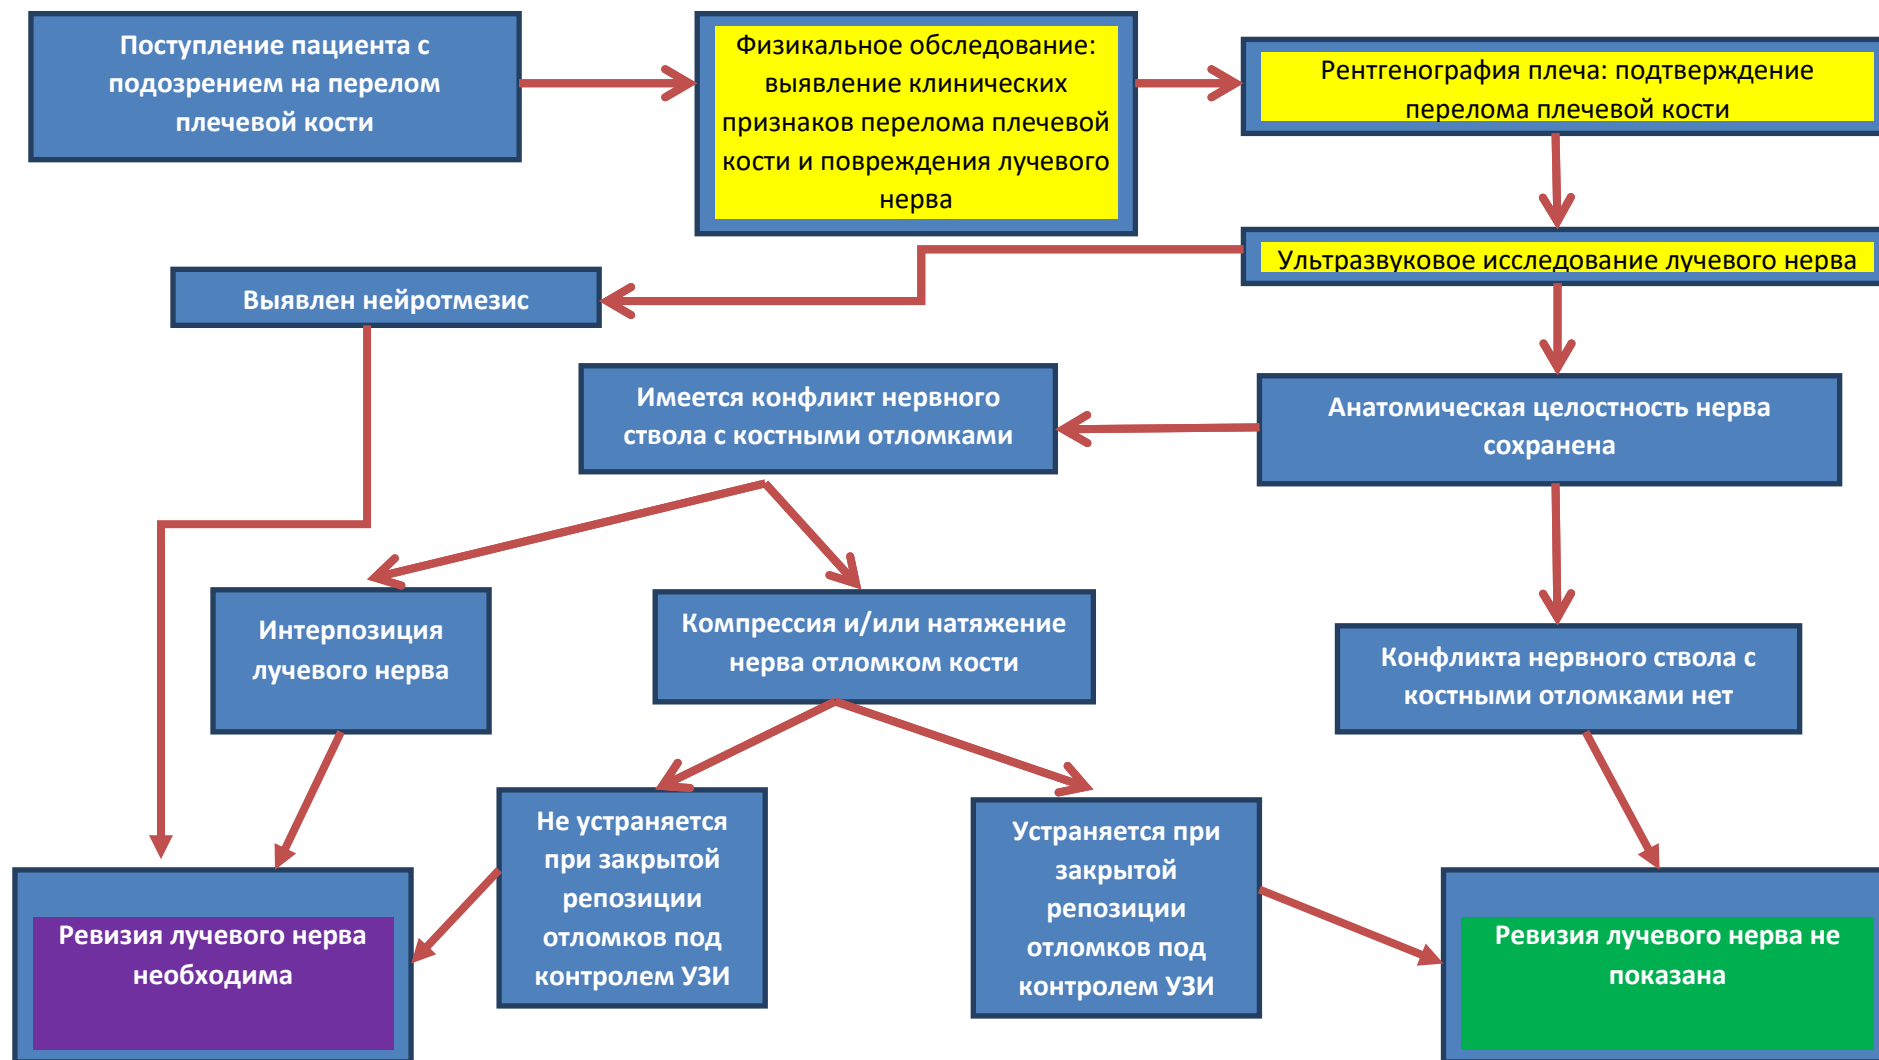 Поступление пациента с
подозрением на перелом
плечевой кости
Физикальное обследование:
выявление клинических
признаков перелома плечевой
кости и повреждения лучевого
нерва
Рентгенография плеча: подтверждение
перелома плечевой кости
Ультразвуковое исследование лучевого нерва
Выявлен нейротмезис
Имеется конфликт нервного
ствола с костными отломками
Анатомическая целостность нерва
сохранена
Интерпозиция
лучевого нерва
Компрессия и/или натяжение
нерва отломком кости
Конфликта нервного ствола с
костными отломками нет
Не устраняется
при закрытой
репозиции
отломков под
контролем УЗИ
Устраняется при
закрытой
репозиции
отломков под
контролем УЗИ
Ревизия лучевого нерва
необходима
Ревизия лучевого нерва не
показана